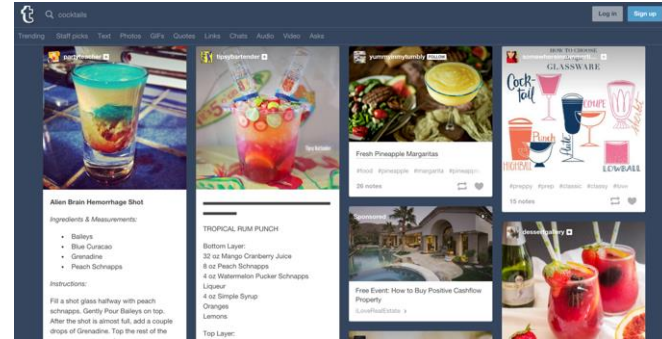 cocktails
Log in
Sign up
Trending Staff picks Text Photos GIFs Quotes Links Chats Audio Video Asks
Alien Brain Hemorrhage Shot
Ingredients & Measurements:
Baileys
Blue Curacao
Grenadine
Peach Schnapps
Instructions:
Fill a shot glass halfway with peach
schnapps. Gently Pour Baileys on top.
After the shot is almost full, add a couple
drops of Grenadine. Top the rest of the
tipsybartender
TROPICAL RUM PUNCH
Bottom Layer:
32 oz Mango Cranberry Juice
8 oz Peach Schnapps
4 oz Watermelon Pucker Schnapps
Liqueur
4 oz Simple Syrup
Oranges
Lemons
Top Layer:
yummytomytumbly FOLLOW
Fresh Pineapple Margaritas
#food #pineapple #margarita
28 notes
Sponsored
Free Event: How to Buy Positive Cashflow
Property
iLoveRealEstate
HOW TO CHOOSE
GLASSWARE
Cock-
tail
COUPE
Punch
flute
LOWBALL
#preppy #prep #classic #classy #love
15 notes
dessertgallery